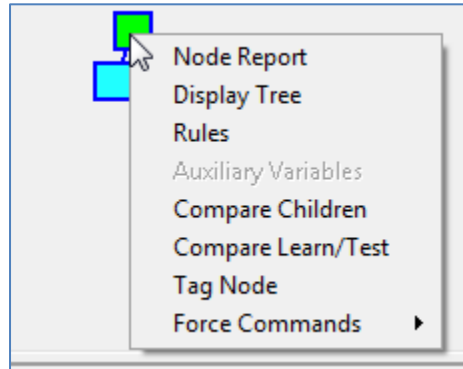 Node Report
Display Tree
Rules
Auxiliary Variables
Compare Children
Compare Learn/Test
Tag Node
Force Commands